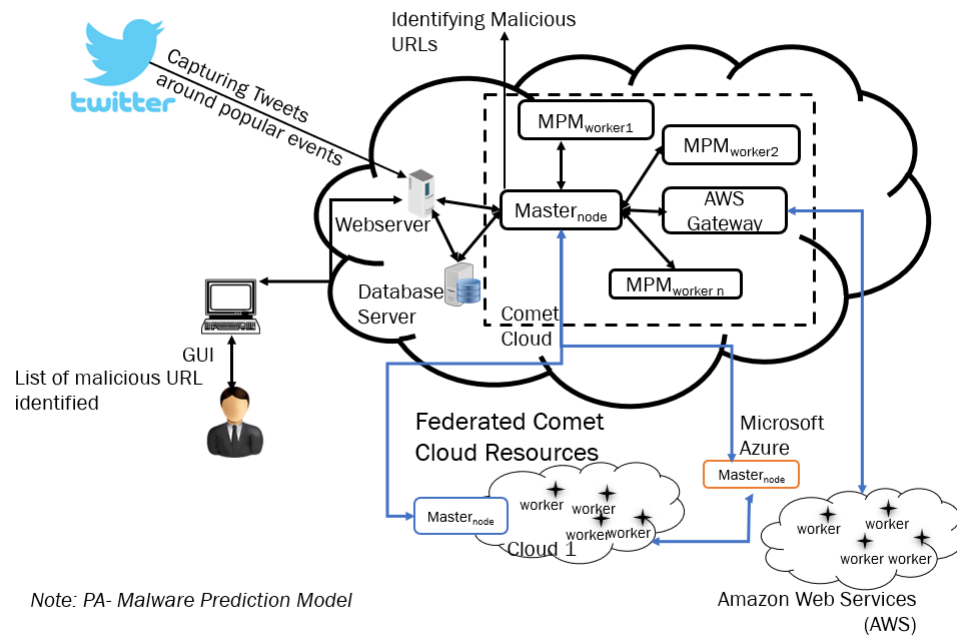 Identifying Malicious
URLs
twitter
Capturing Tweets
around popular events
MPMworker1
MPMworker2
Webserver
Masternode
AWS
Gateway
Database
Server
MPMworker n
Comet
Cloud
GUI
List of malicious URL
identified
Federated Comet
Cloud Resources
Microsoft
Azure
Masternode
Masternode
worker
worker
worker
worker
Cloud 1
worker
worker
worker
worker
Note: PA- Malware Prediction Model
Amazon Web Services
(AWS)